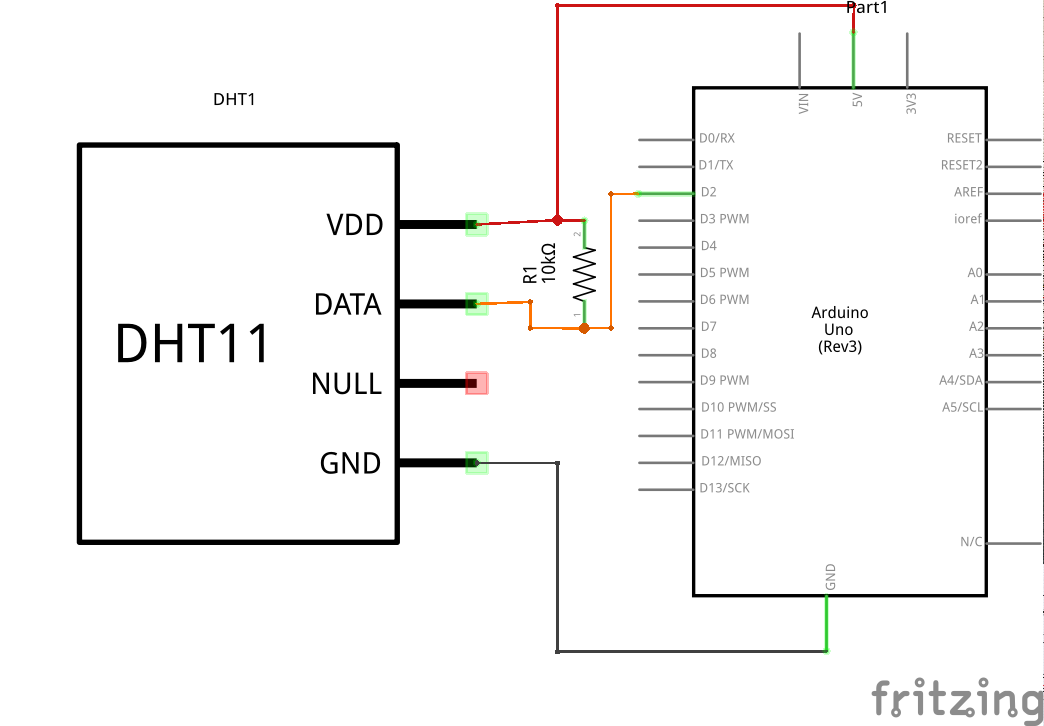 Part1
DHT1
VIN
5V
3V3
DHT11
VDD
DATA
NULL
GND
R1
10kΩ
2
1
D0/RX
D1/TX
D2
D3 PWM
D4
D5 PWM
D6 PWM
D7
D8
D9 PWM
D10 PWM/SS
D11 PWM/MOSI
D12/MISO
D13/SCK
Arduino
Uno
(Rev3)
RESET
RESET2
AREF
ioref
A0
A1
A2
A3
A4/SDA
A5/SCL
N/C
GND
fritzing